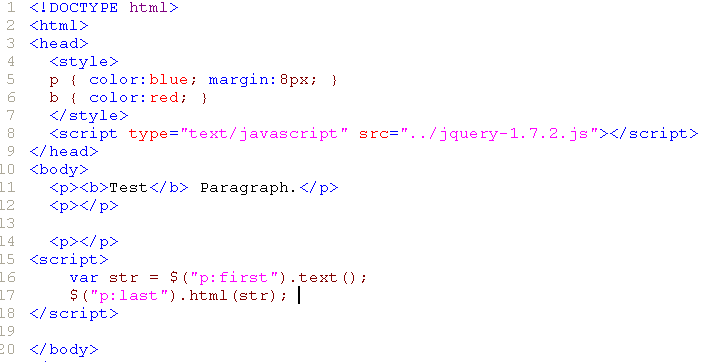 1 <!DOCTYPE html>
2 <html>
3 <head>
4   <style>
5   p { color:blue; margin:8px; }
6   b { color:red; }
7   </style>
8   <script type="text/javascript" src="../jquery-1.7.2.js"></script>
9 </head>
10 <body>
11   <p><b>Test</b> Paragraph.</p>
12   <p></p>
13
14   <p></p>
15 <script>
16     var str = $("p:first").text();
17     $("p:last").html(str);
18 </script>
19
20 </body>